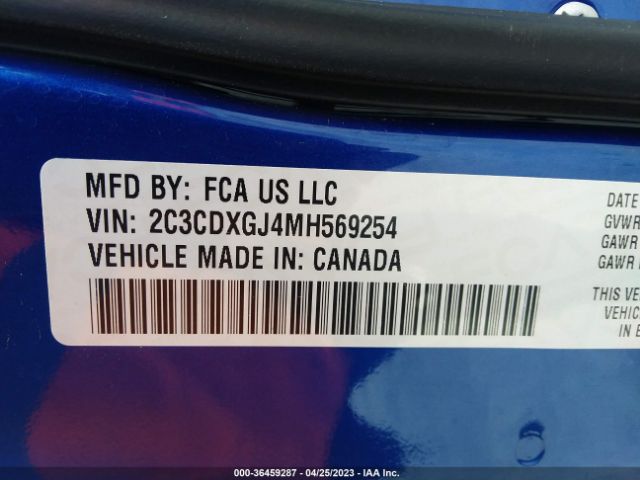 MFD BY: FCA US LLC
VIN: 2C3CDXGJ4MH569254
VEHICLE MADE IN: CANADA
DATE
GVWR
GAWR
GAWR
THIS VE
VEHIC
IN E
000-36459287 - 04/25/2023 - IAA Inc.